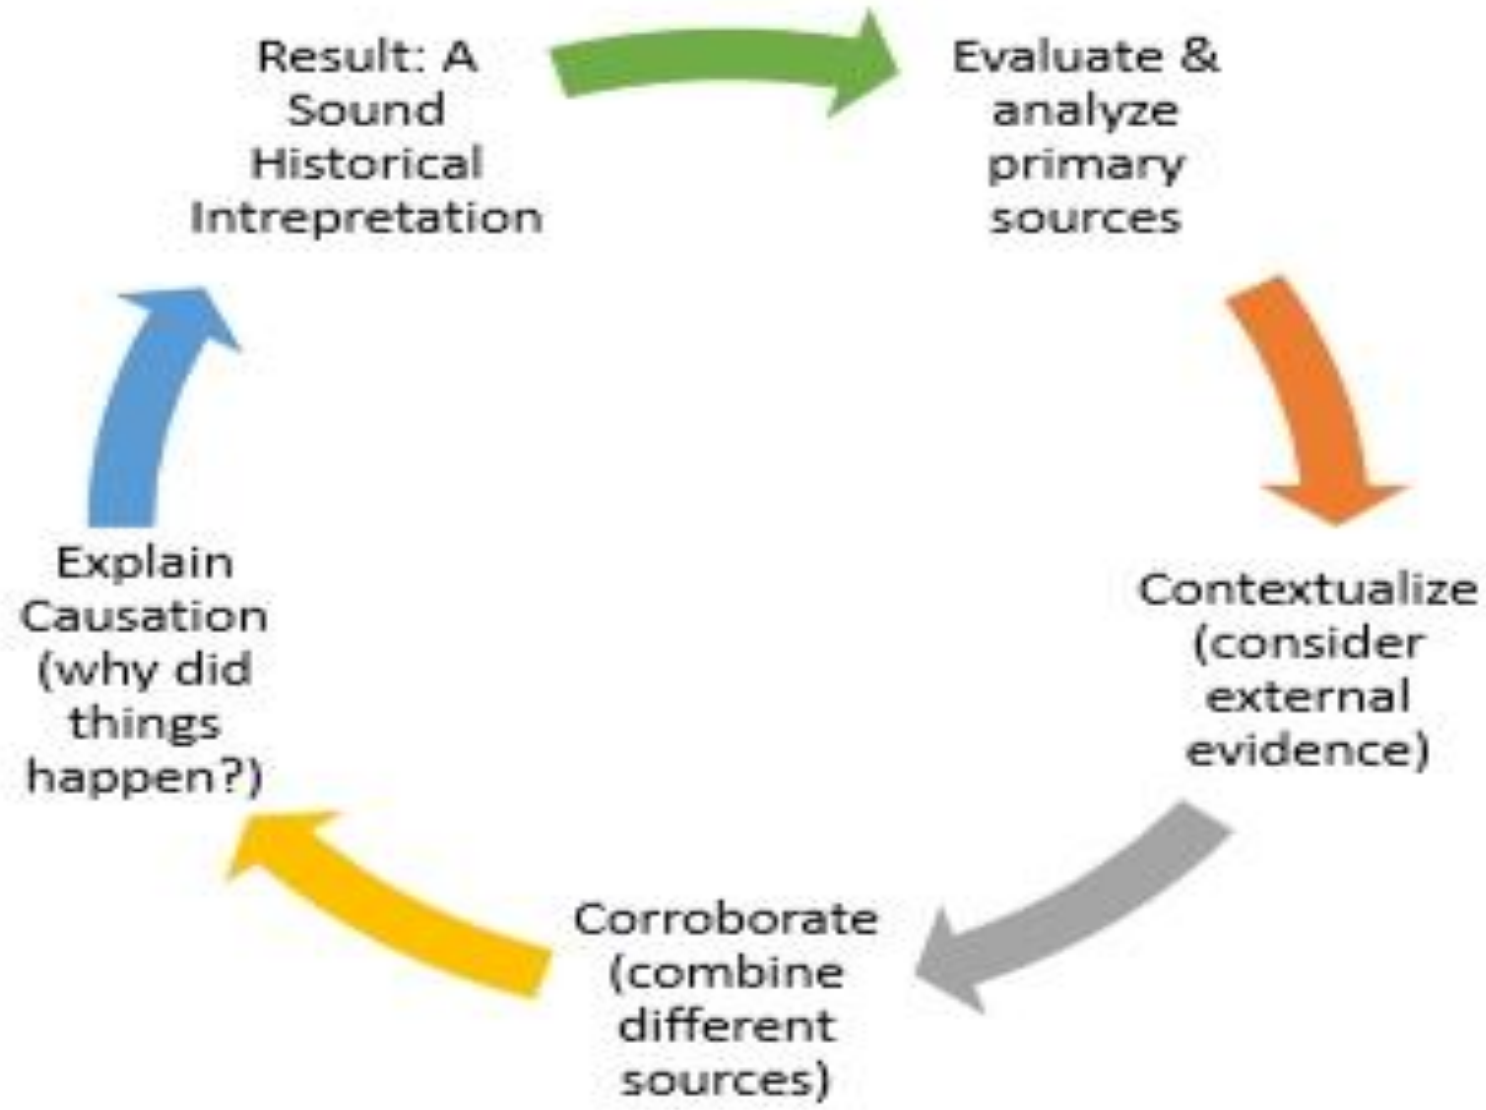 Result: A
Sound
Historical
Intrepretation
Evaluate &
analyze
primary
sources
Contextualize
(consider
external
evidence)
Corroborate
(combine
different
sources)
Explain
Causation
(why did
things
happen?)